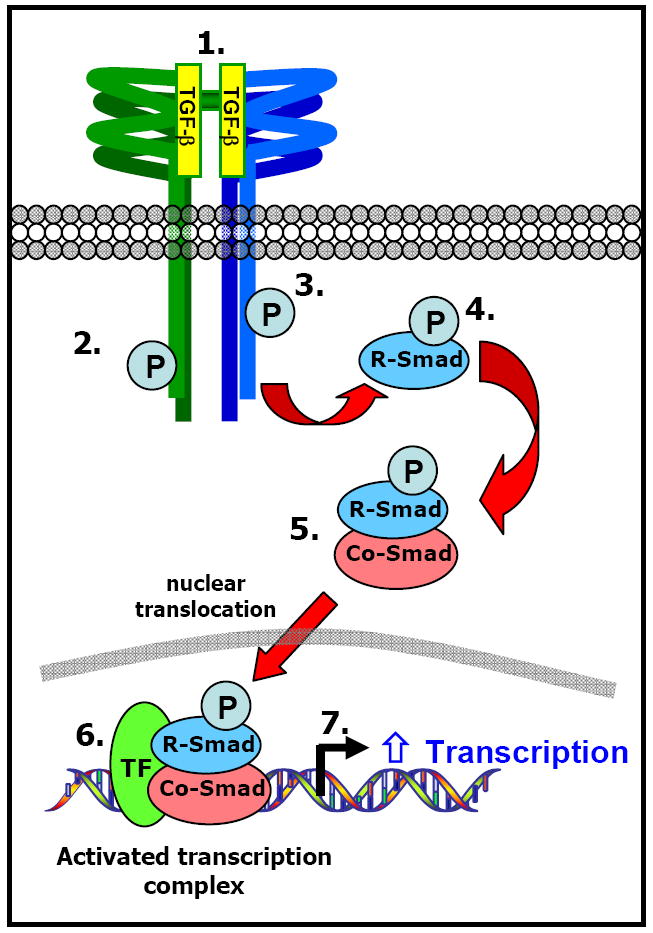 1.
TGF-β
TGF-β
3.
P
2.
P
P
4.
R-Smad
P
R-Smad
5.
Co-Smad
nuclear
translocation
P
6.
7.
R-Smad
Transcription
TF
Co-Smad
Activated transcription
complex